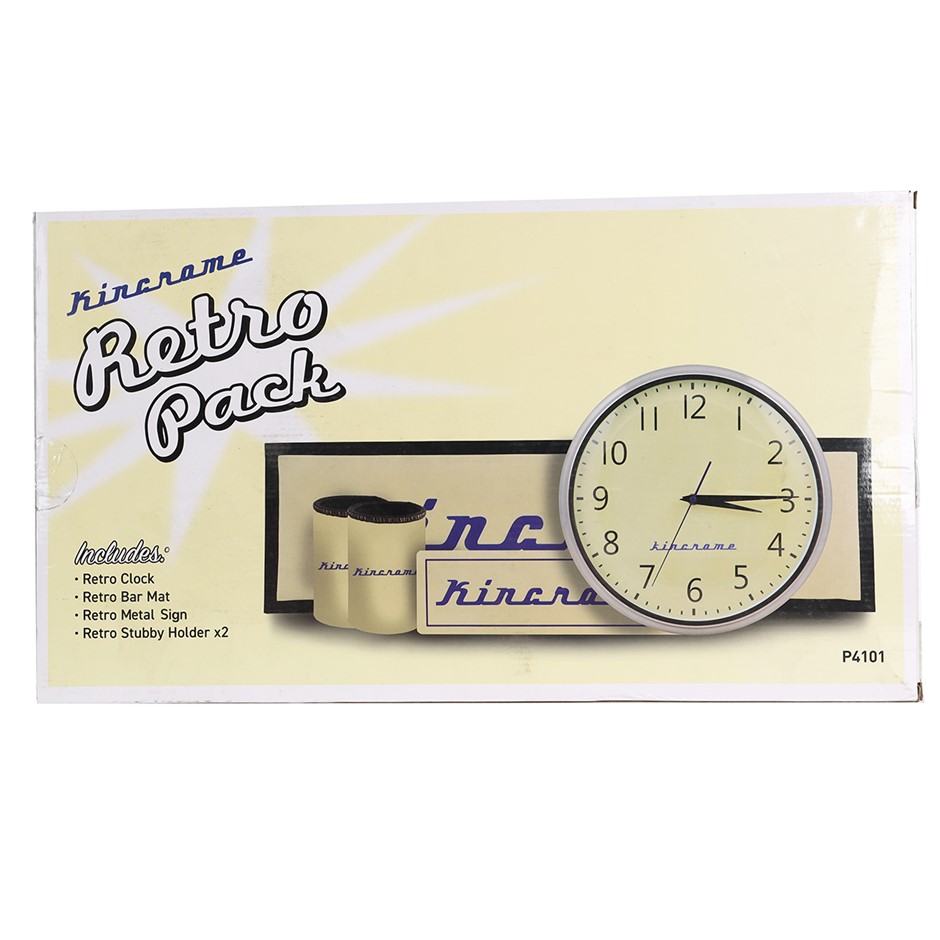 Kincrome
Retro
Pack
Includes:
· Retro Clock
· Retro Bar Mat
· Retro Metal Sign
· Retro Stubby Holder x2
Kincrome
kincrome
12
1
2
3
4
5
6
7
8
9
10
11
P4101